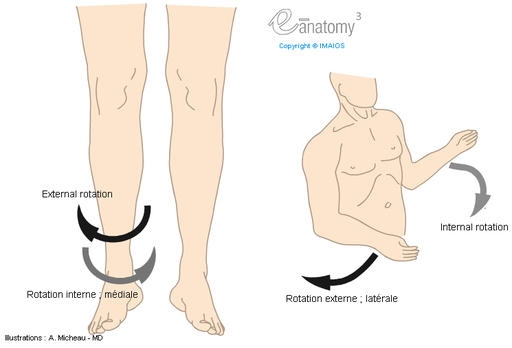 e-anatomy 3
Copyright © IMAIOS
External rotation
Rotation interne ; médiale
Internal rotation
Rotation externe ; latérale
Illustrations : A. Micheau - MD